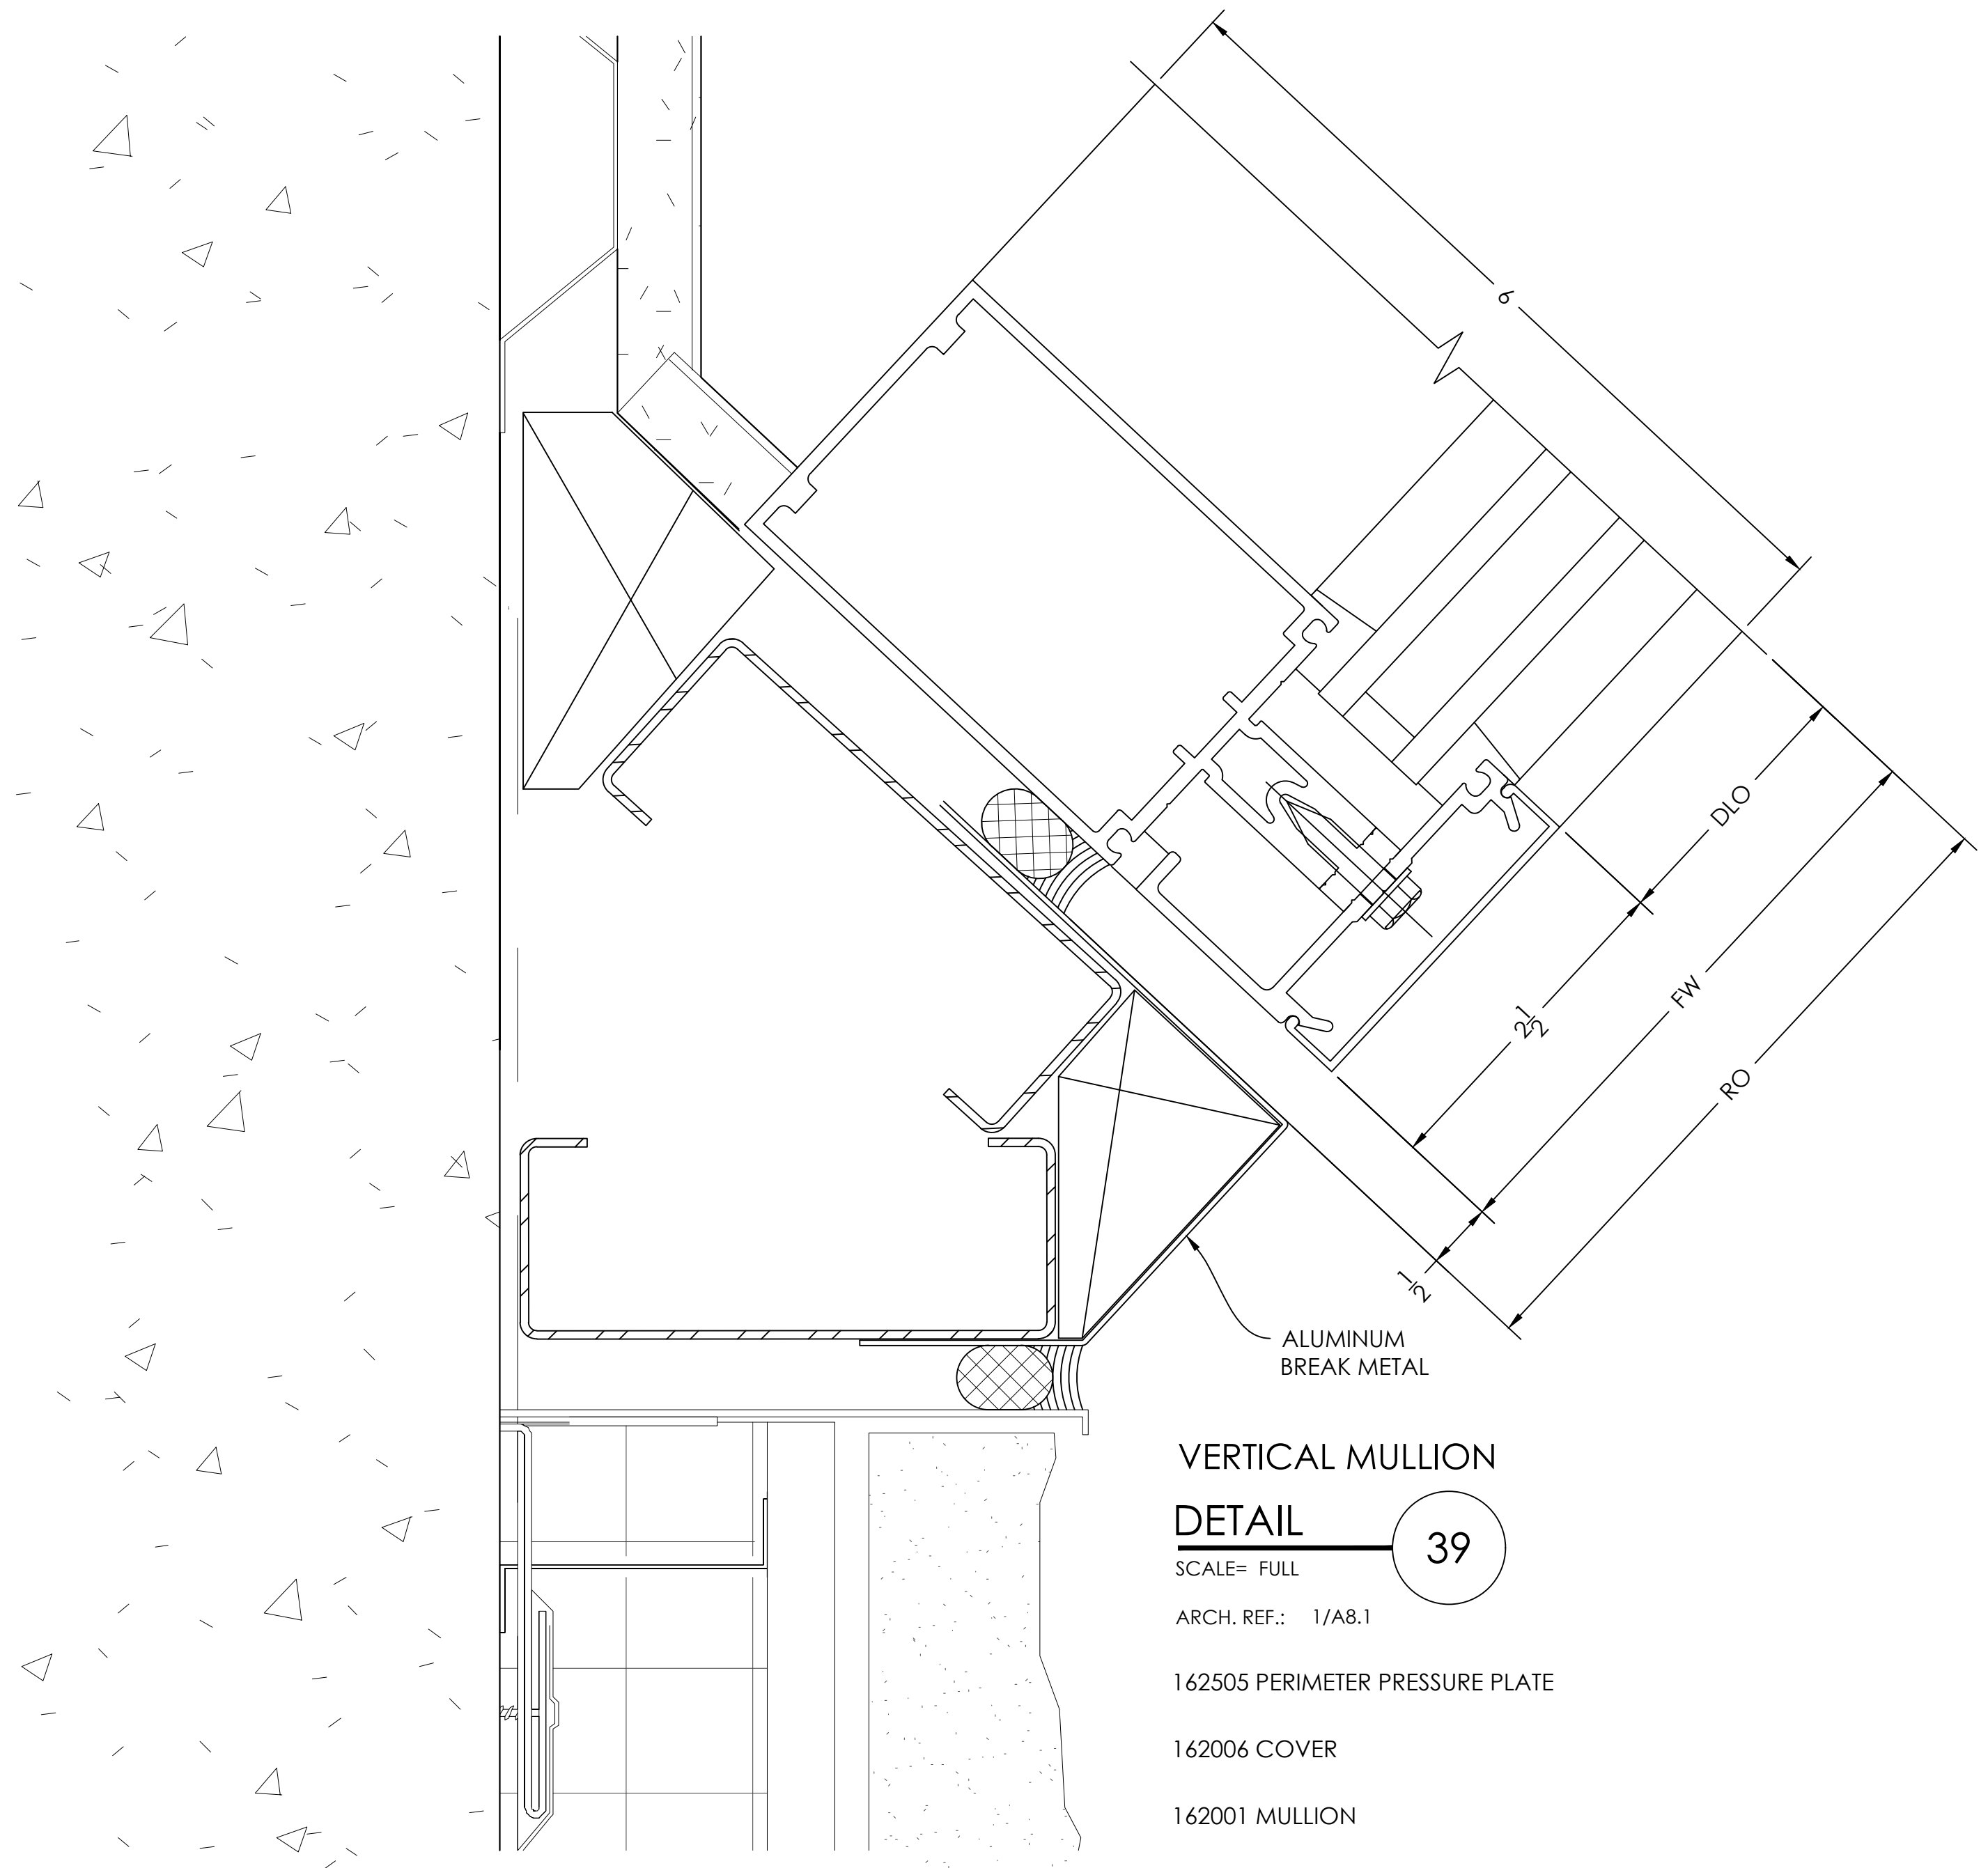 6
DLO
2 1/2
FW
RO
1/2
ALUMINUM
BREAK METAL
VERTICAL MULLION
DETAIL
39
SCALE= FULL
ARCH. REF.: 1/A8.1
162505 PERIMETER PRESSURE PLATE
162006 COVER
162001 MULLION